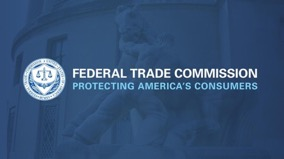 FEDERAL TRADE COMMISSION
PROTECTING AMERICA'S CONSUMERS